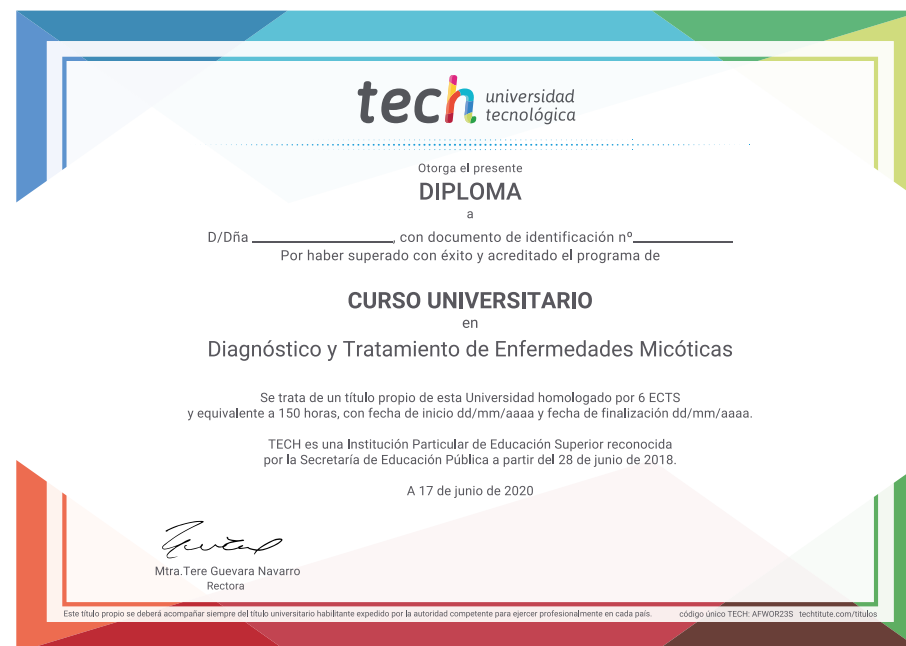 tech universidad
tecnológica
Otorga el presente
DIPLOMA
a
D/Dña ____________________, con documento de identificación nº______________
Por haber superado con éxito y acreditado el programa de
CURSO UNIVERSITARIO
en
Diagnóstico y Tratamiento de Enfermedades Micóticas
Se trata de un título propio de esta Universidad homologado por 6 ECTS
y equivalente a 150 horas, con fecha de inicio dd/mm/aaaa y fecha de finalización dd/mm/aaaa.
TECH es una Institución Particular de Educación Superior reconocida
por la Secretaría de Educación Pública a partir del 28 de junio de 2018.
A 17 de junio de 2020
Mtra.Tere Guevara Navarro
Rectora
Este título propio se deberá acompañar siempre del título universitario habilitante expedido por la autoridad competente para ejercer profesionalmente en cada país. código único TECH: AFWOR23S techtitute.com/titulos